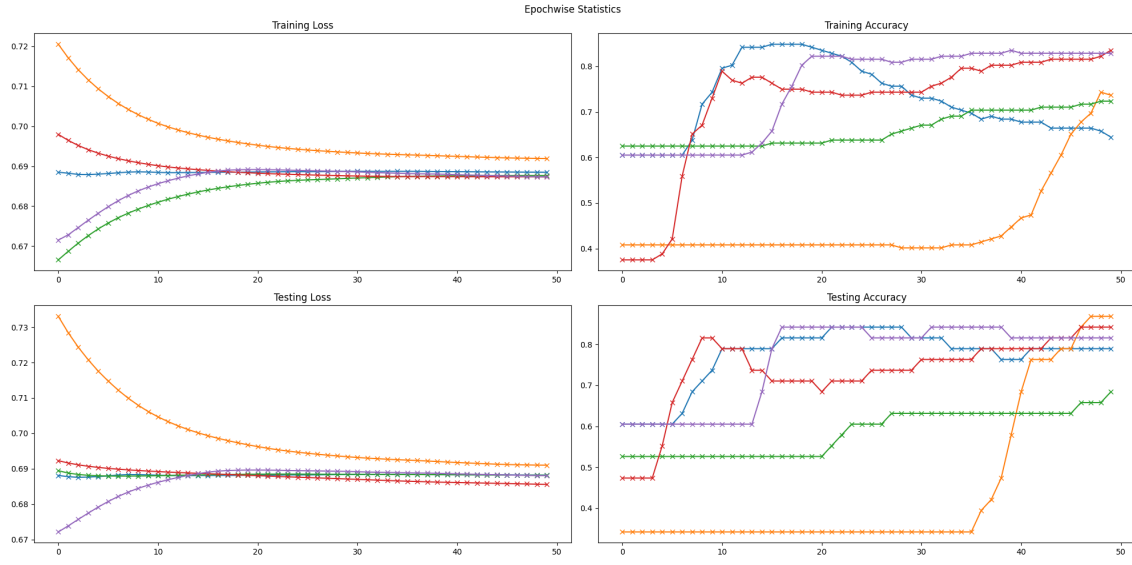 Epochwise Statistics
Training Loss
0.72
0.71
0.70
0.69
0.68
0.67
0 10 20 30 40 50
Training Accuracy
0.8
0.7
0.6
0.5
0.4
0 10 20 30 40 50
Testing Loss
0.73
0.72
0.71
0.70
0.69
0.68
0.67
0 10 20 30 40 50
Testing Accuracy
0.8
0.7
0.6
0.5
0.4
0 10 20 30 40 50